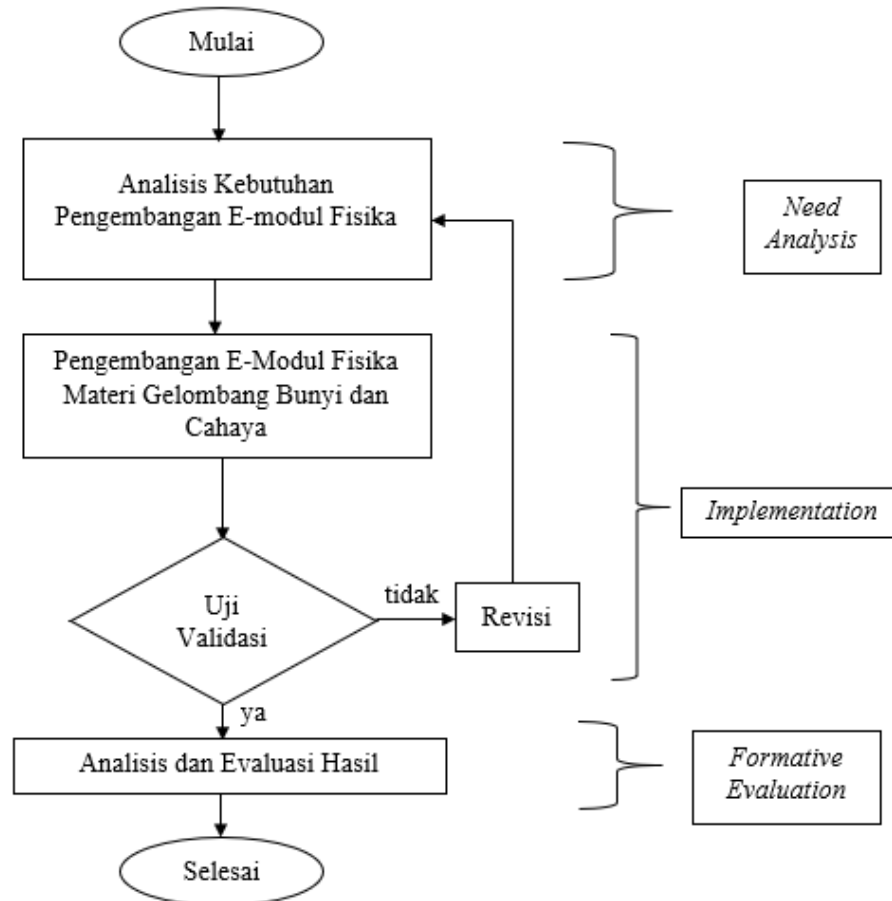 Mulai
Analisis Kebutuhan
Pengembangan E-modul Fisika
Need
Analysis
Pengembangan E-Modul Fisika
Materi Gelombang Bunyi dan
Cahaya
Implementation
Uji
Validasi
tidak
Revisi
ya
Analisis dan Evaluasi Hasil
Formative
Evaluation
Selesai